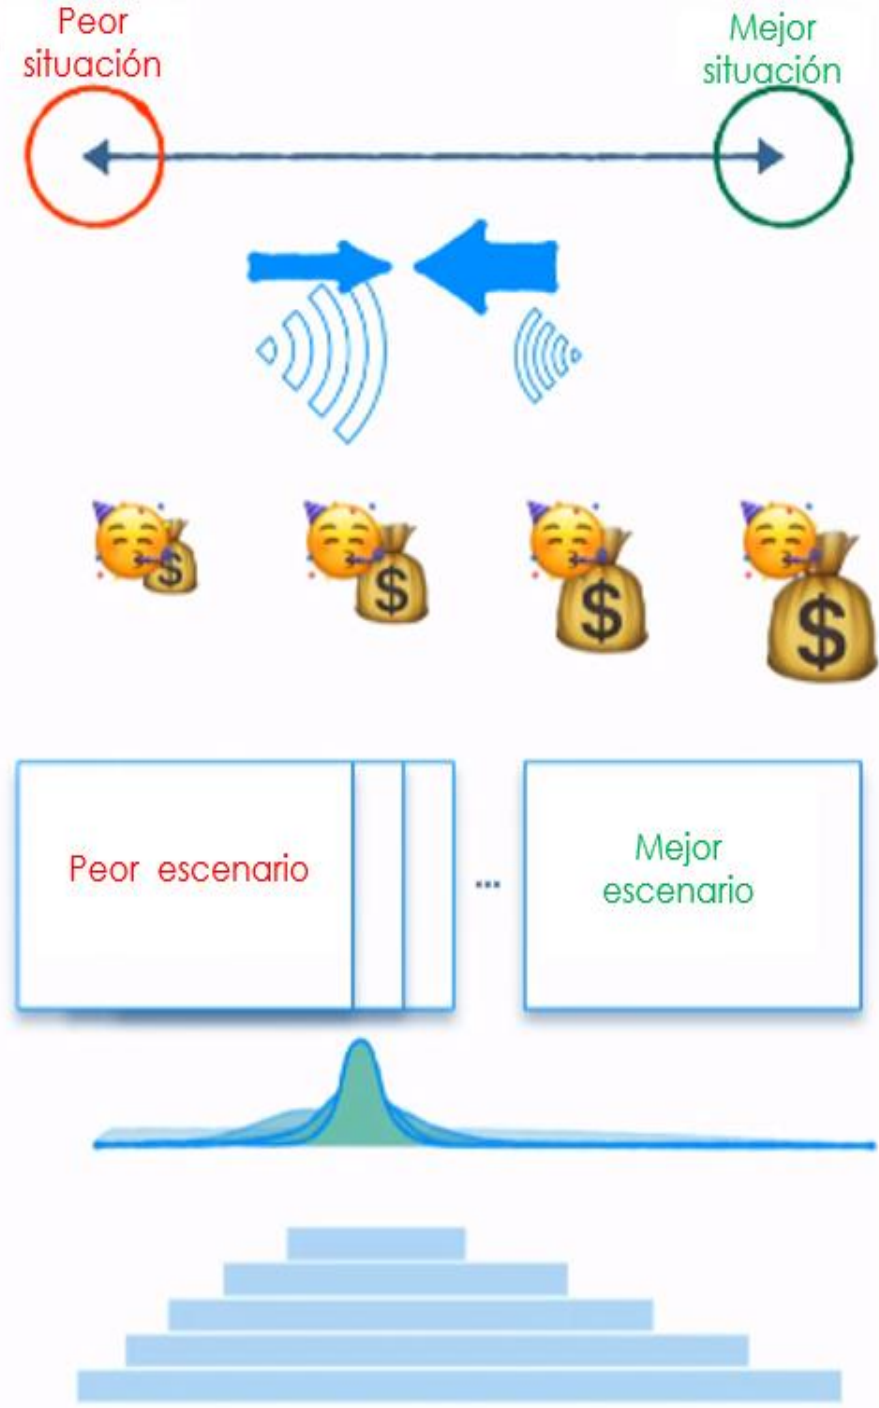 Peor
situación
Mejor
situación
$
$
$
$
Peor escenario
...
Mejor
escenario